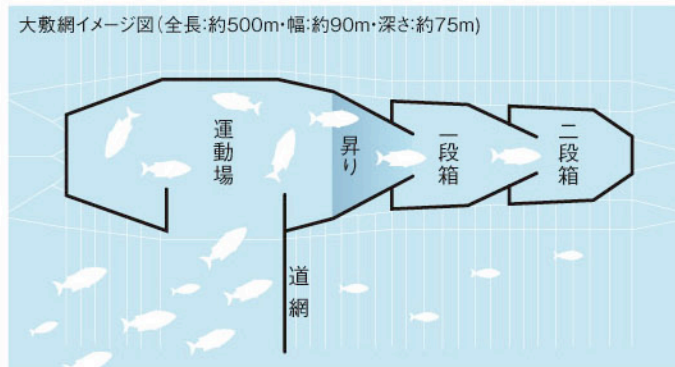 大敷網イメージ図(全長:約500m・幅:約90m・深さ:約75m)
運動場
昇り
一段箱
二段箱
道網